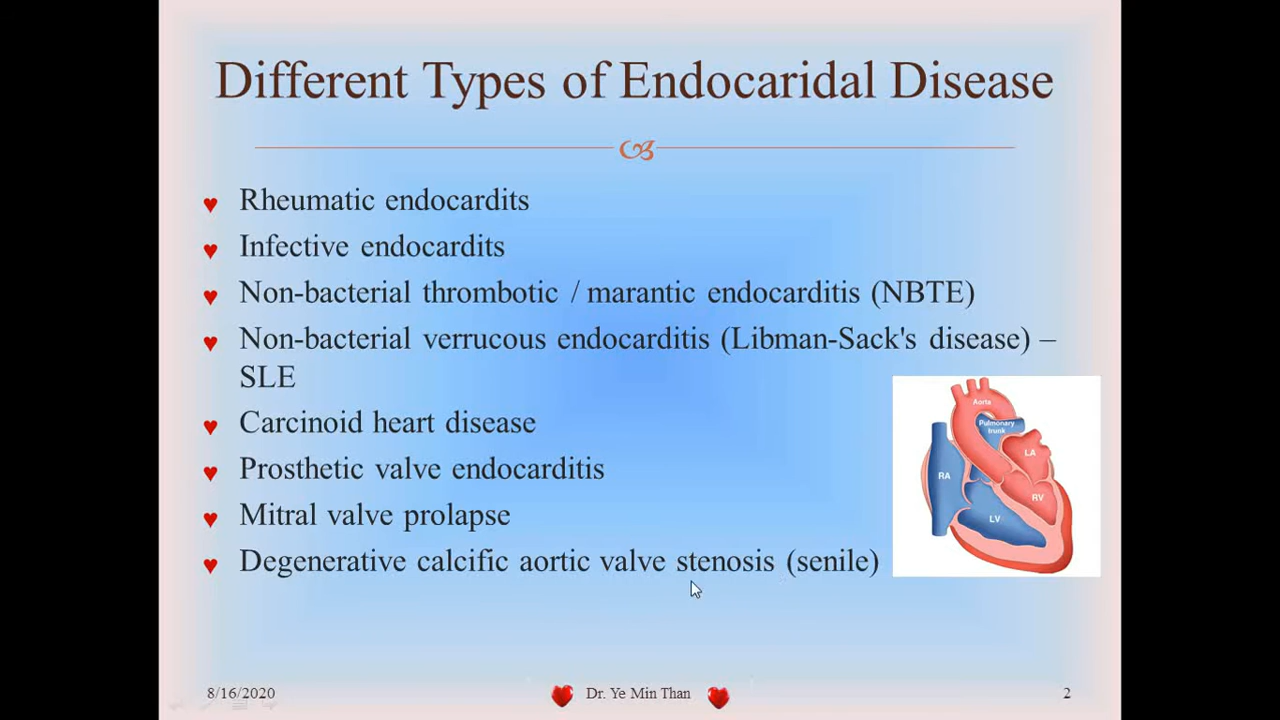 Different Types of Endocaridal Disease
Rheumatic endocardits
Infective endocardits
Non-bacterial thrombotic / marantic endocarditis (NBTE)
Non-bacterial verrucous endocarditis (Libman-Sack's disease) –
SLE
Carcinoid heart disease
Prosthetic valve endocarditis
Mitral valve prolapse
Degenerative calcific aortic valve stenosis (senile)
Aorta
Pulmonary
trunk
LA
RA
RV
LV
8/16/2020
Dr. Ye Min Than
2